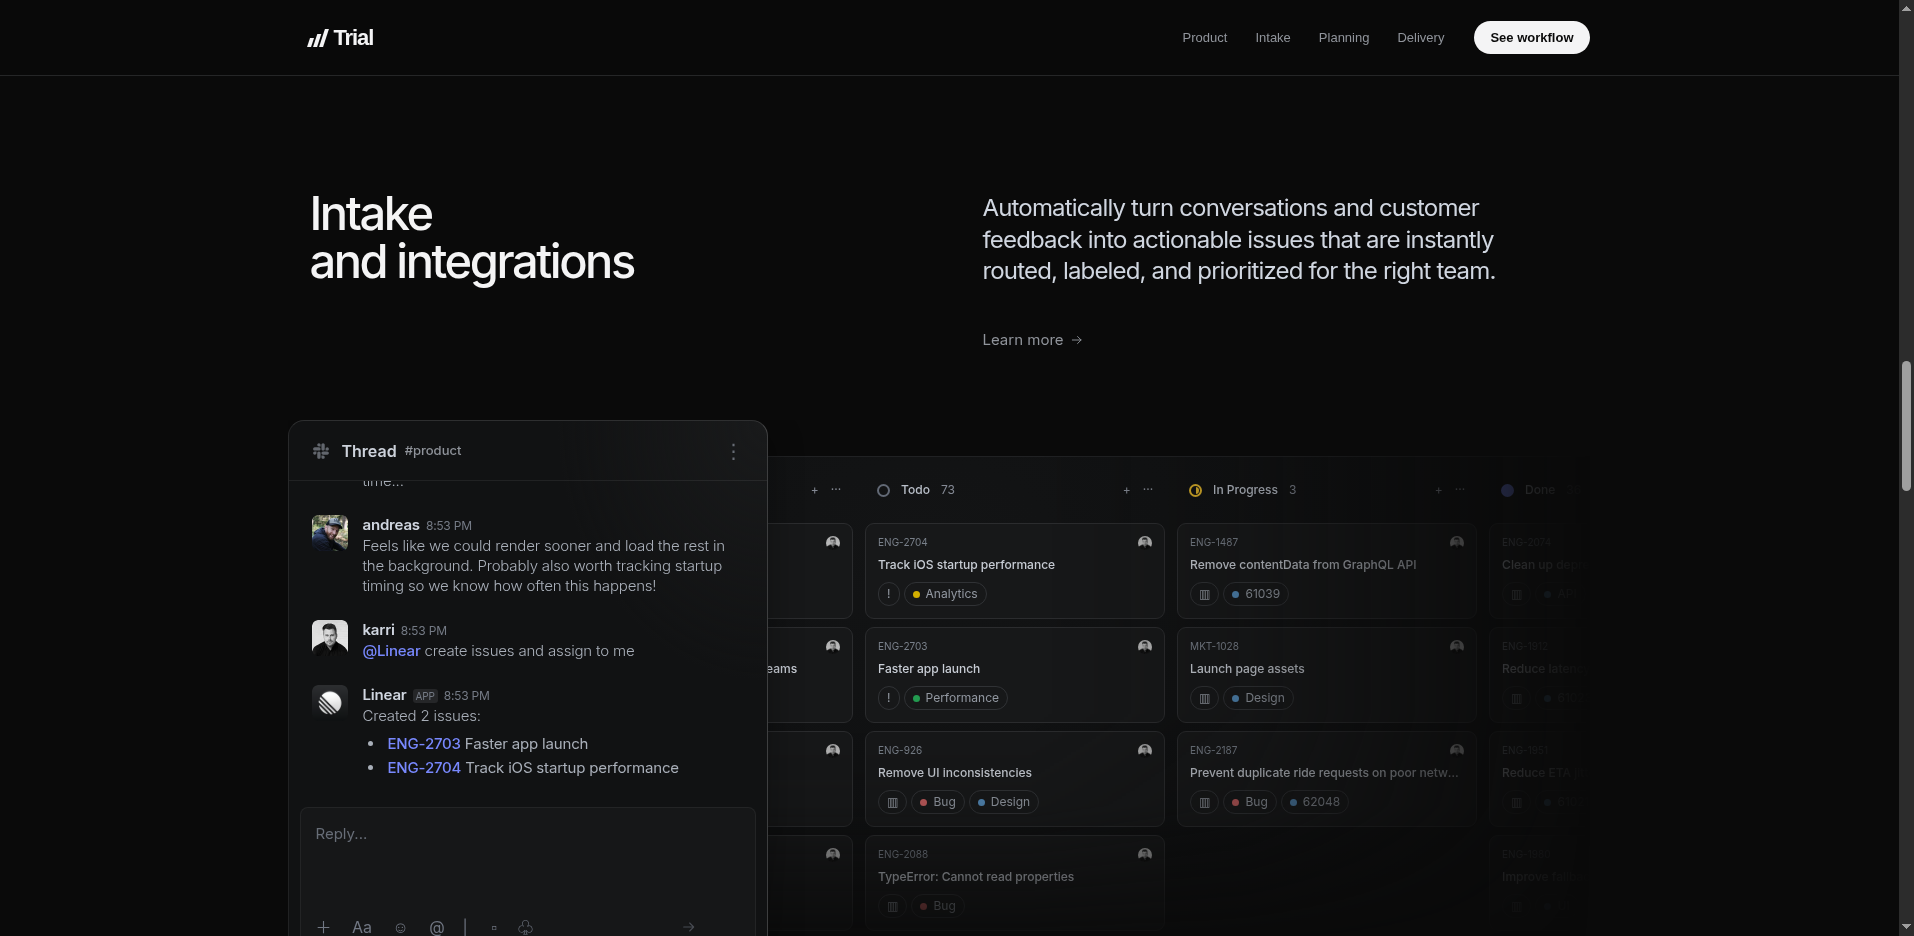 Trial
Product
Intake
Planning
Delivery
See workflow
Intake
and integrations
Automatically turn conversations and customer
feedback into actionable issues that are instantly
routed, labeled, and prioritized for the right team.
Learn more →
Thread #product
time...
andreas 8:53 PM
Feels like we could render sooner and load the rest in
the background. Probably also worth tracking startup
timing so we know how often this happens!
karri 8:53 PM
@Linear create issues and assign to me
Linear APP 8:53 PM
Created 2 issues:
• ENG-2703 Faster app launch
• ENG-2704 Track iOS startup performance
Reply...
Aa
@
eams
Todo 73
ENG-2704
Track iOS startup performance
! Analytics
ENG-2703
Faster app launch
! Performance
ENG-926
Remove UI inconsistencies
Bug Design
ENG-2088
TypeError: Cannot read properties
Bug
In Progress 3
ENG-1487
Remove contentData from GraphQL API
61039
MKT-1028
Launch page assets
Design
ENG-2187
Prevent duplicate ride requests on poor netw...
Bug 62048
Done
Clean up
Reduce
Reduce ETA
Improve